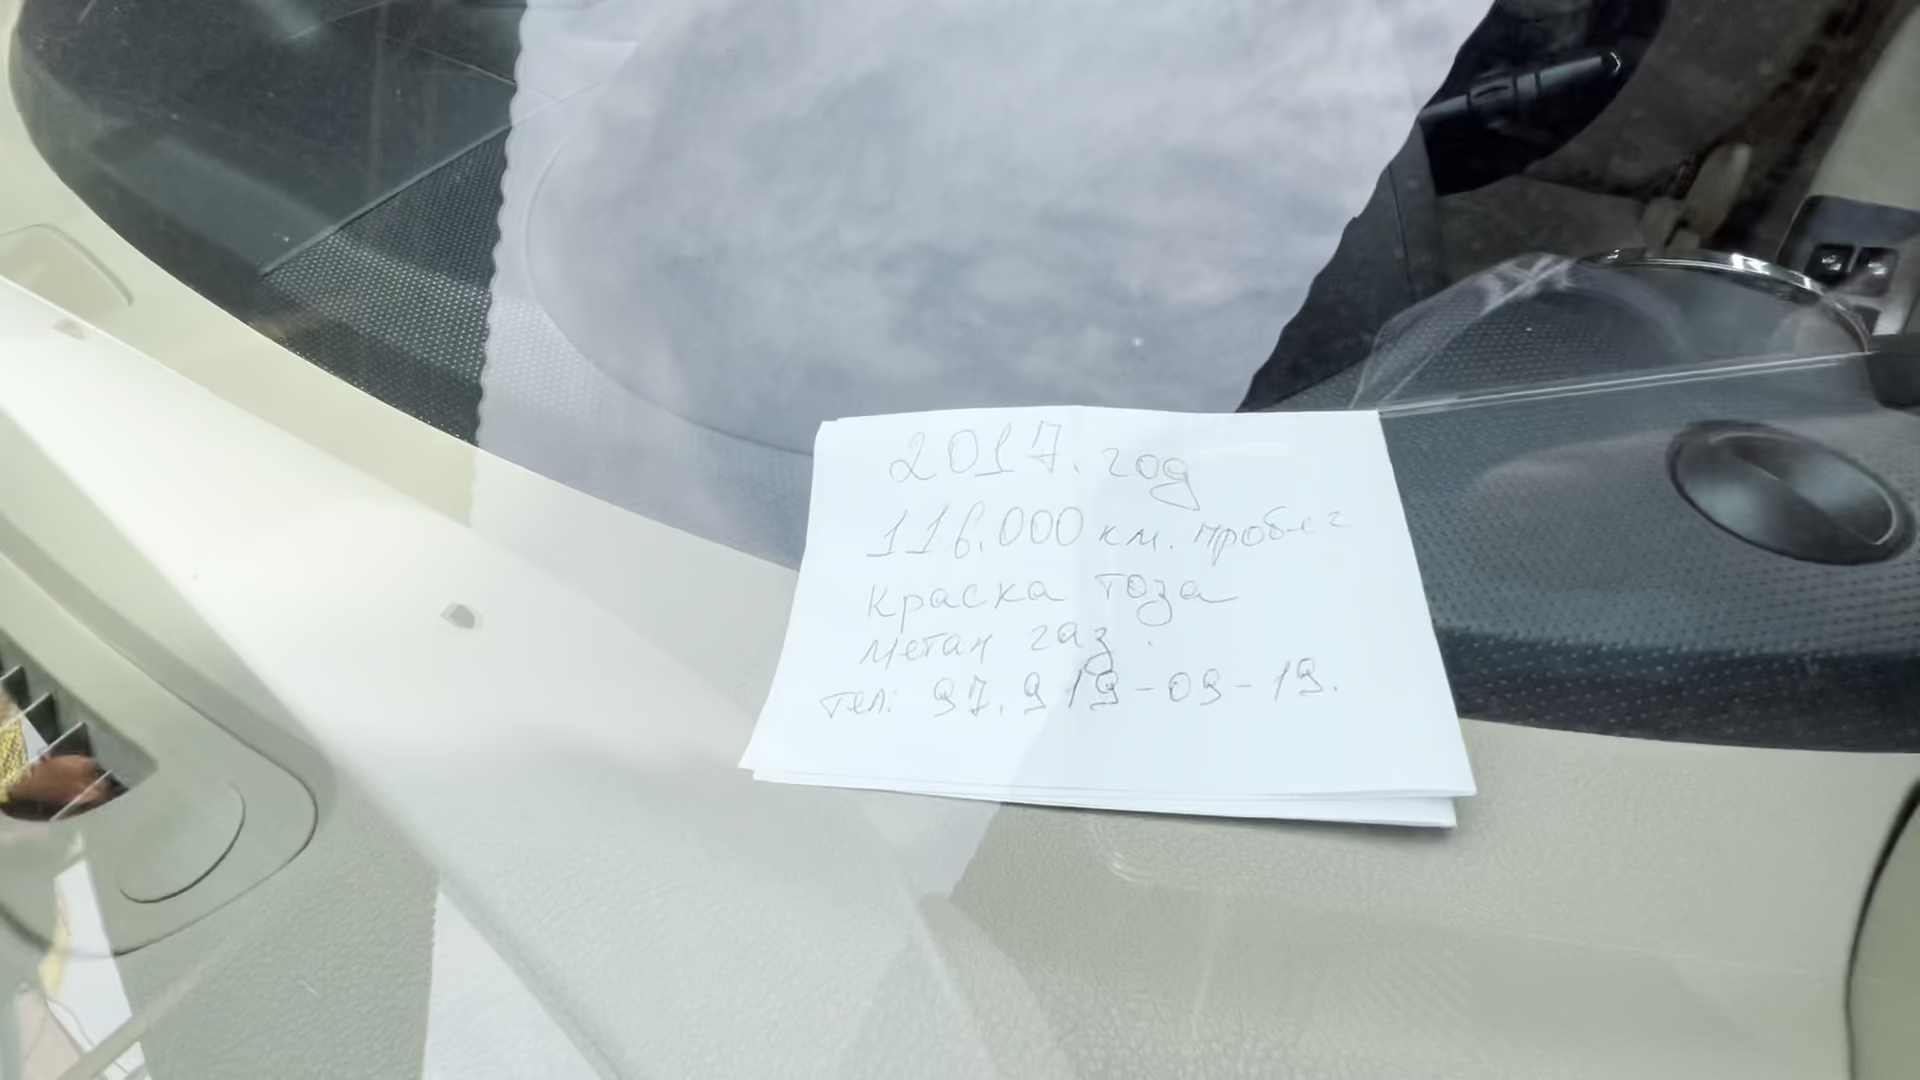 2017. год
116.000 км. пробег
краска тоза
метан газ.
тел: 97. 919-09-19.